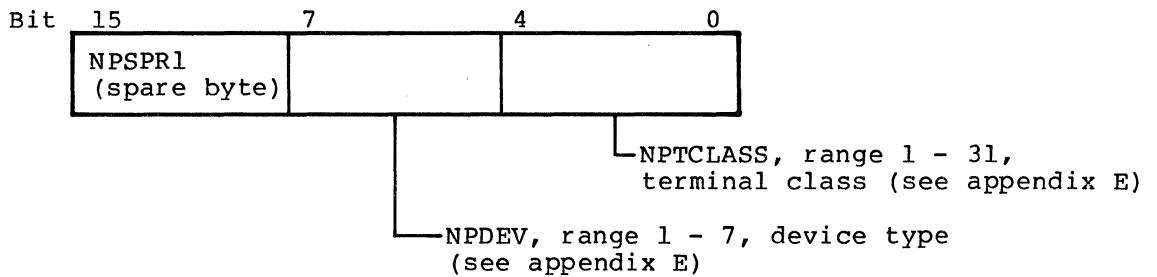 Bit 15 7 4 0
NPSPR1
(spare byte)
NPTCLASS, range 1 - 31,
terminal class (see appendix E)
NPDEV, range 1 - 7, device type
(see appendix E)